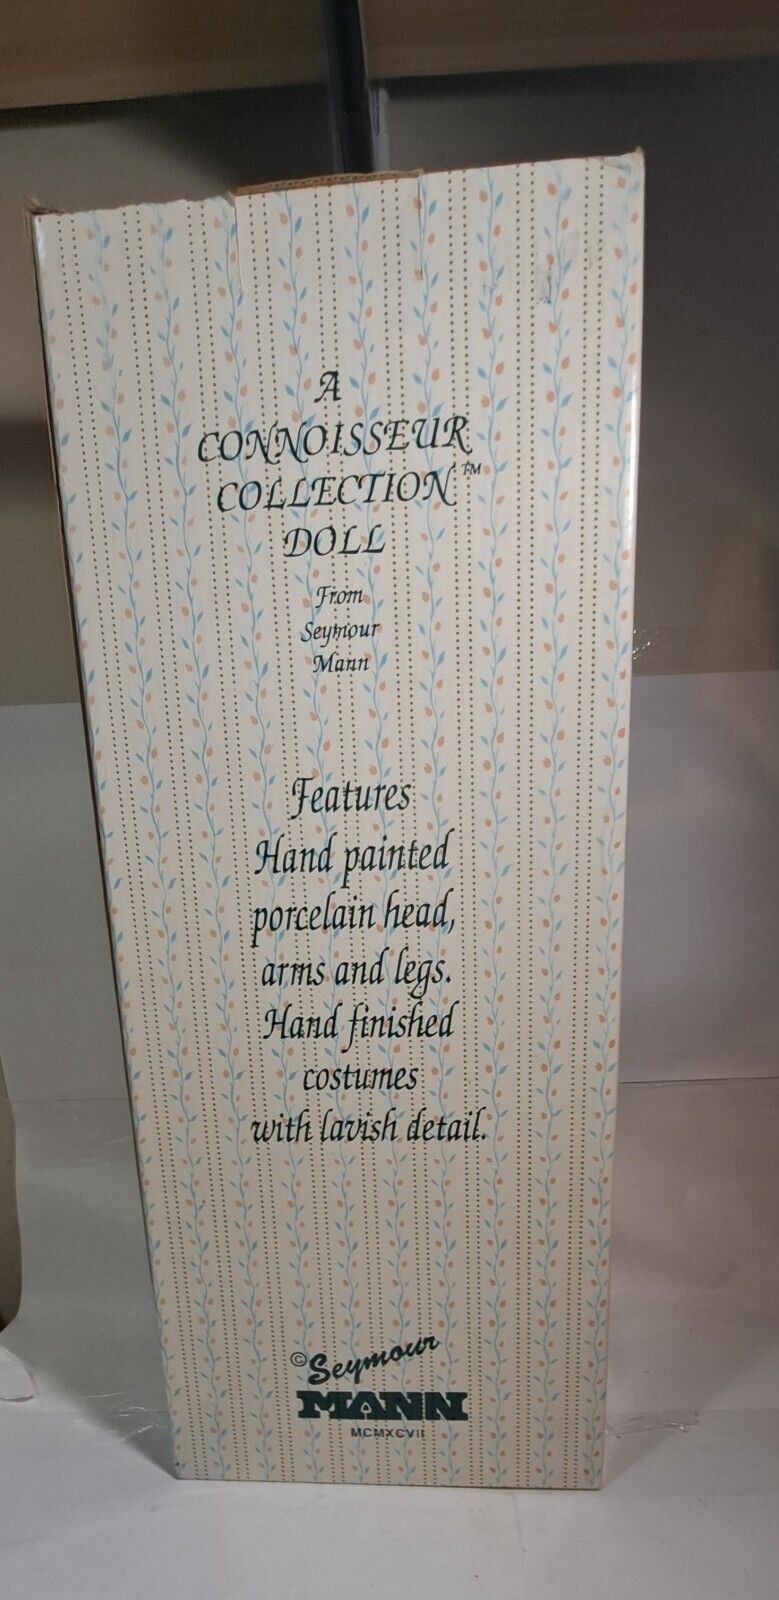 A
CONNOISSEUR
COLLECTION™
DOLL
From
Seymour
Mann
Features
Hand painted
porcelain head,
arms and legs.
Hand finished
costumes
with lavish detail.
© Seymour
MANN
MCMXCVII